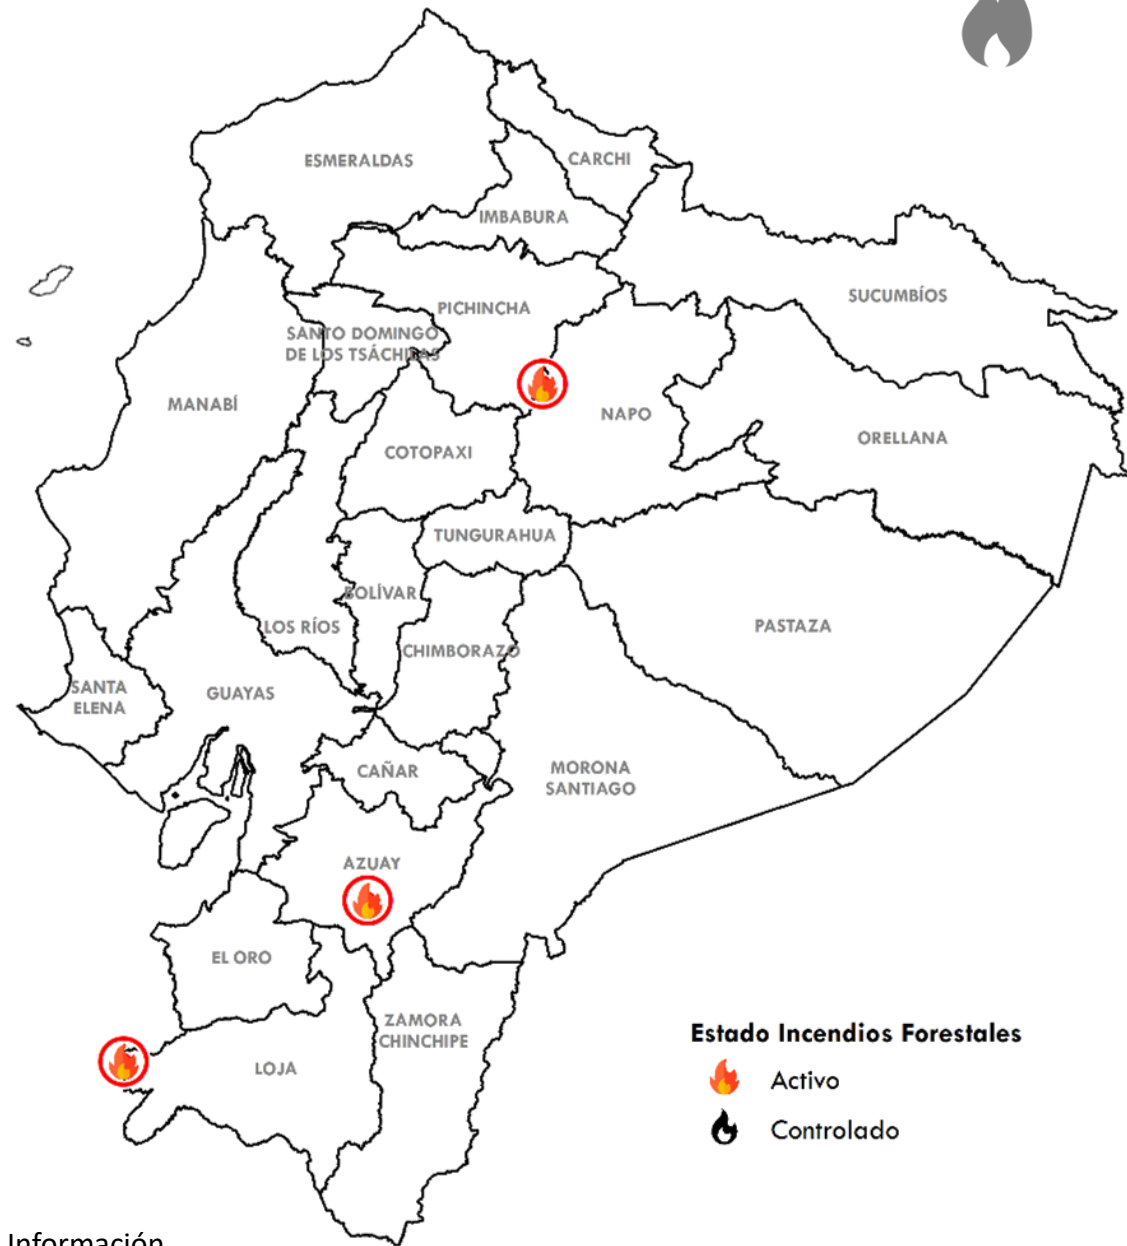 ESMERALDAS
CARCHI
IMBABURA
SUCUMBÍOS
PICHINCHA
SANTO DOMINGO
DE LOS TSÁCHILAS
MANABÍ
NAPO
ORELLANA
COTOPAXI
TUNGURAHUA
BOLÍVAR
LOS RÍOS
PASTAZA
CHIMBORAZO
SANTA
ELENA
GUAYAS
CAÑAR
MORONA
SANTIAGO
AZUAY
EL ORO
ZAMORA
CHINCHIPE
LOJA
Estado Incendios Forestales
Activo
Controlado
Información